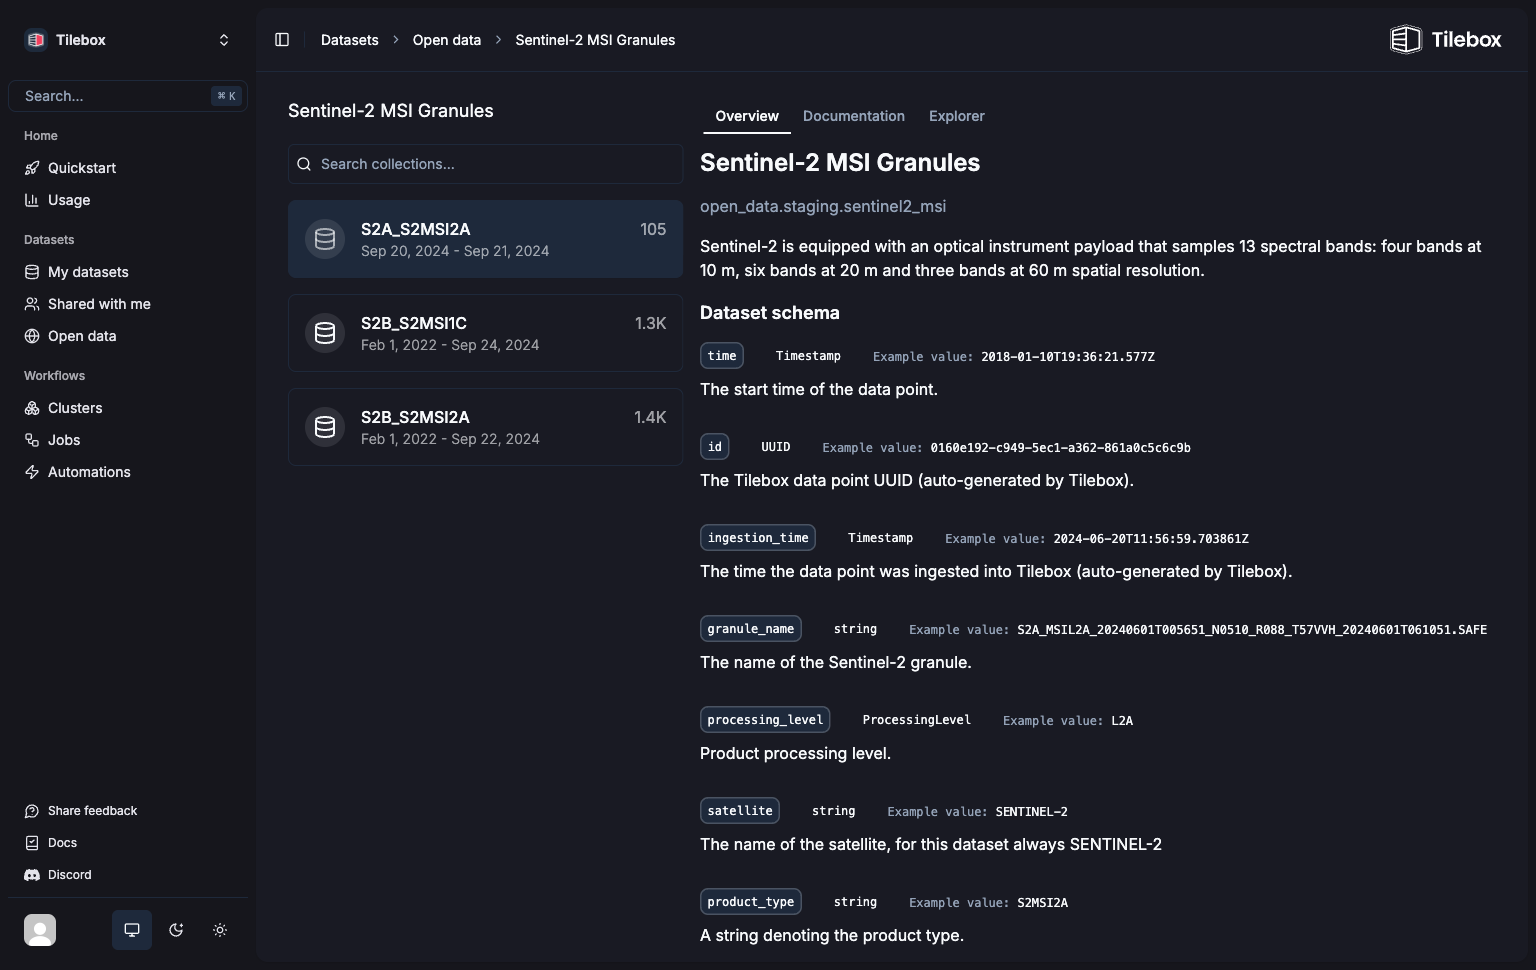 Tilebox
Search...
⌘ K
Home
Quickstart
Usage
Datasets
My datasets
Shared with me
Open data
Workflows
Clusters
Jobs
Automations
Share feedback
Docs
Discord
Datasets > Open data > Sentinel-2 MSI Granules
Tilebox
Sentinel-2 MSI Granules
Search collections...
S2A_S2MSI2A 105
Sep 20, 2024 - Sep 21, 2024
S2B_S2MSI1C 1.3K
Feb 1, 2022 - Sep 24, 2024
S2B_S2MSI2A 1.4K
Feb 1, 2022 - Sep 22, 2024
Overview Documentation Explorer
Sentinel-2 MSI Granules
open_data.staging.sentinel2_msi
Sentinel-2 is equipped with an optical instrument payload that samples 13 spectral bands: four bands at
10 m, six bands at 20 m and three bands at 60 m spatial resolution.
Dataset schema
time Timestamp Example value: 2018-01-10T19:36:21.577Z
The start time of the data point.
id UUID Example value: 0160e192-c949-5ec1-a362-861a0c5c6c9b
The Tilebox data point UUID (auto-generated by Tilebox).
ingestion_time Timestamp Example value: 2024-06-20T11:56:59.703861Z
The time the data point was ingested into Tilebox (auto-generated by Tilebox).
granule_name string Example value: S2A_MSIL2A_20240601T005651_N0510_R088_T57VVH_20240601T061051.SAFE
The name of the Sentinel-2 granule.
processing_level ProcessingLevel Example value: L2A
Product processing level.
satellite string Example value: SENTINEL-2
The name of the satellite, for this dataset always SENTINEL-2
product_type string Example value: S2MSI2A
A string denoting the product type.